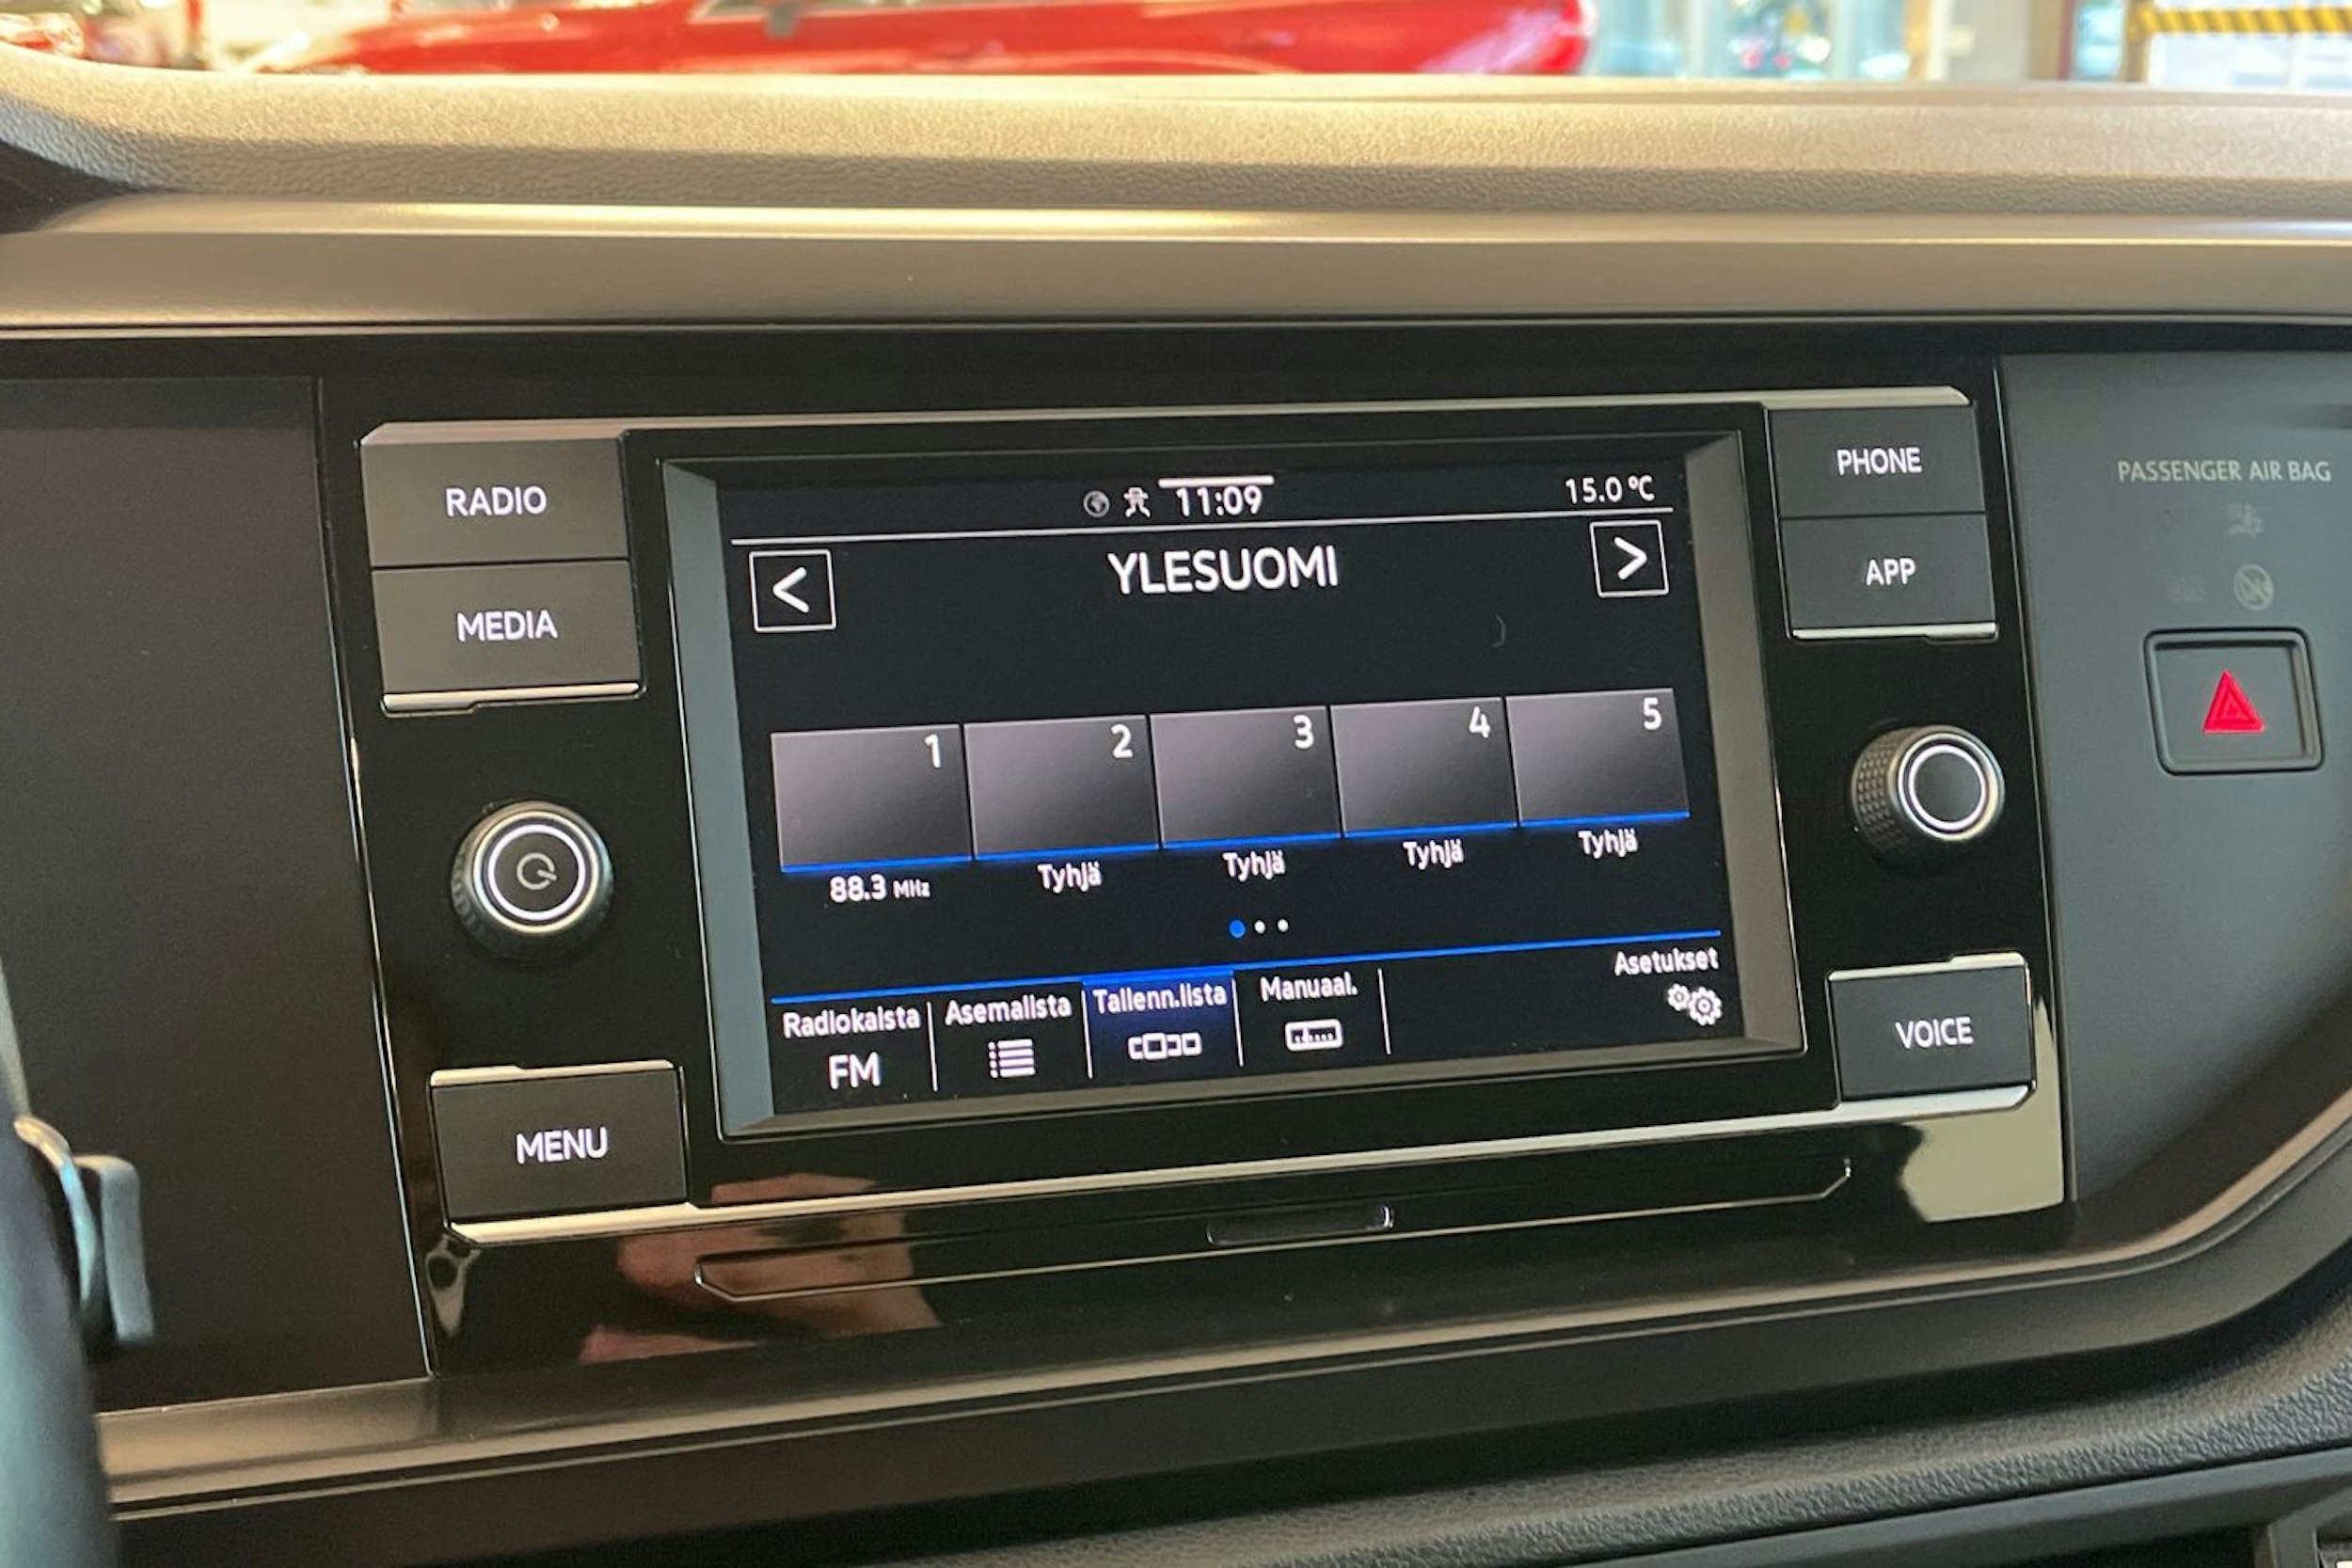 RADIO
MEDIA
MENU
11:09
15.0 °C
<
YLESUOMI
>
1
2
3
4
5
88.3 MHz
Tyhjä
Tyhjä
Tyhjä
Tyhjä
Radiokaista
FM
Asemalista
Tallenn.lista
Manuaal.
Asetukset
PHONE
APP
VOICE
PASSENGER AIR BAG